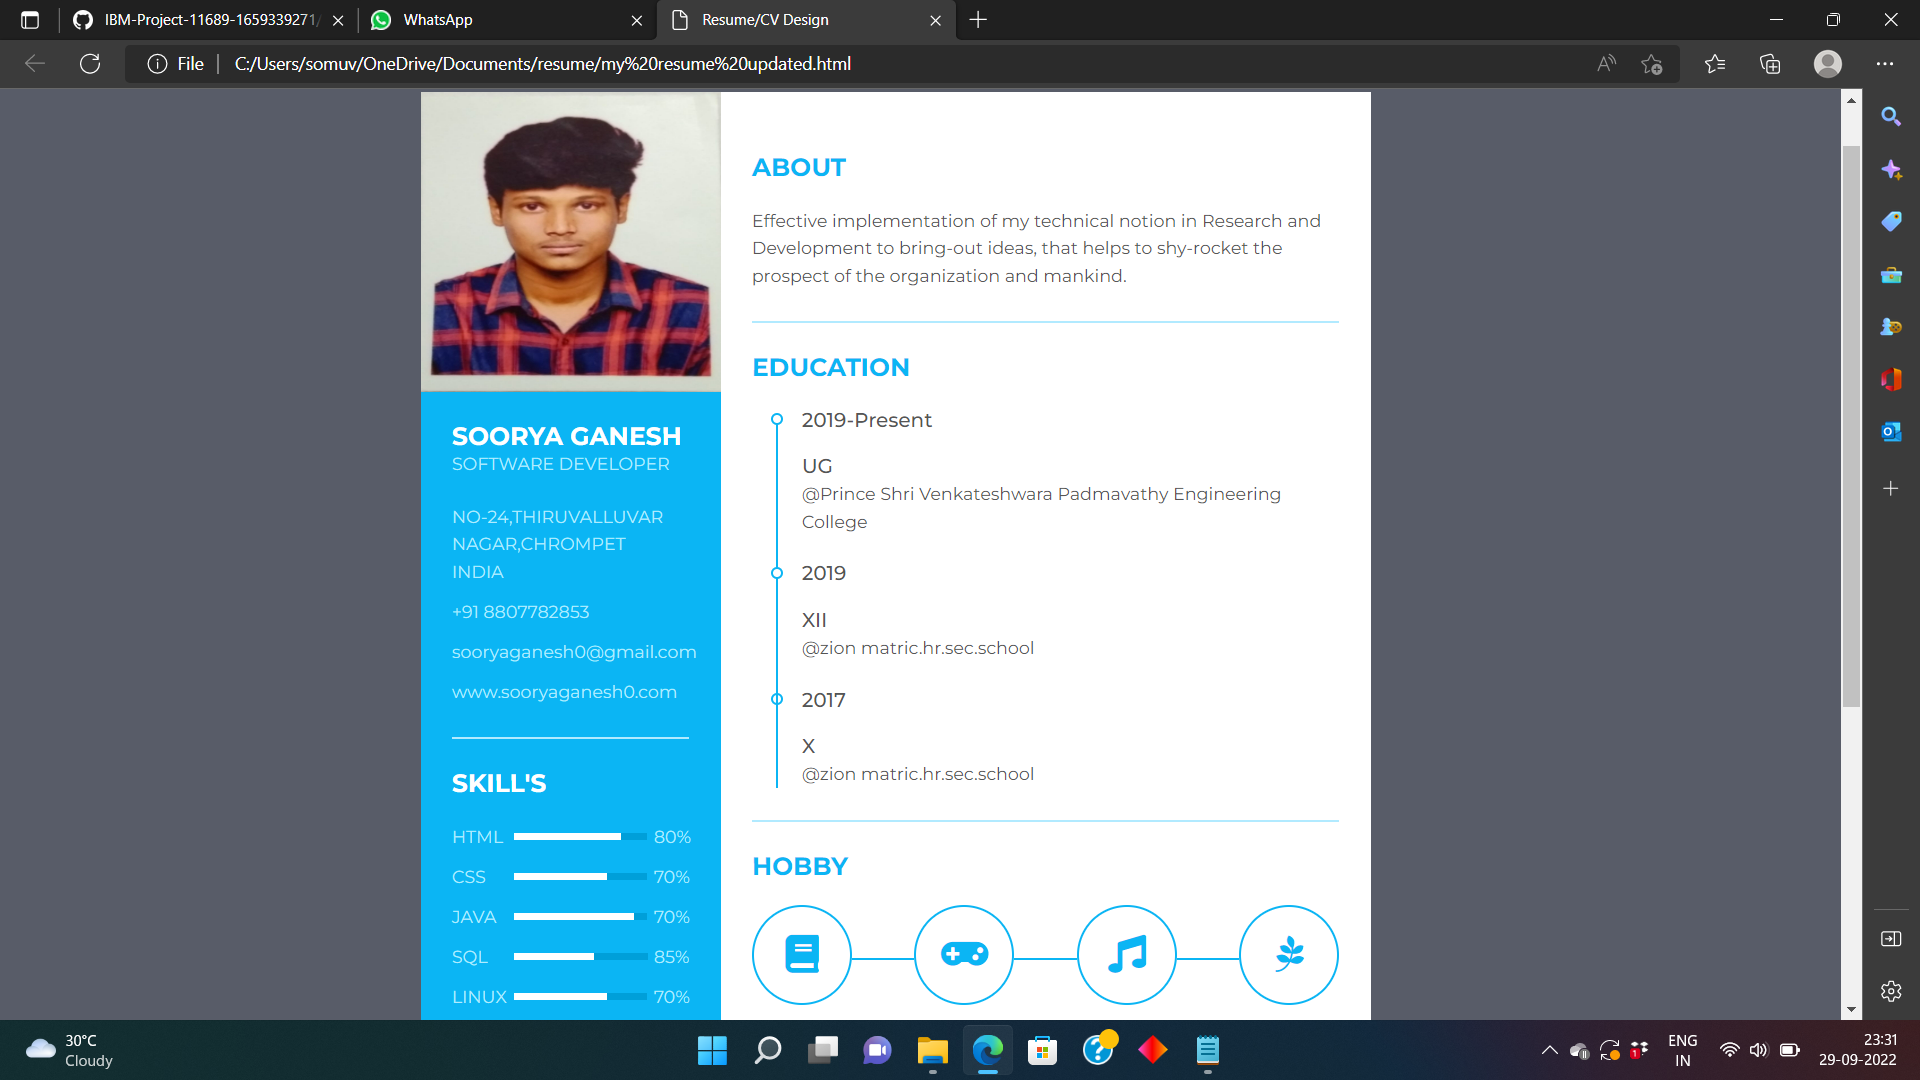 IBM-Project-11689-1659339271/
WhatsApp
Resume/CV Design
File
C:/Users/somuv/OneDrive/Documents/resume/my%20resume%20updated.html
SOORYA GANESH
SOFTWARE DEVELOPER
NO-24,THIRUVALLUVAR
NAGAR,CHROMPET
INDIA
+91 8807782853
sooryaganesh0@gmail.com
www.sooryaganesh0.com
SKILL'S
HTML 80%
CSS 70%
JAVA 70%
SQL 85%
LINUX 70%
ABOUT
Effective implementation of my technical notion in Research and
Development to bring-out ideas, that helps to shy-rocket the
prospect of the organization and mankind.
EDUCATION
2019-Present
UG
@Prince Shri Venkateshwara Padmavathy Engineering
College
2019
XII
@zion matric.hr.sec.school
2017
X
@zion matric.hr.sec.school
HOBBY
30°C
Cloudy
ENG
IN
23:31
29-09-2022